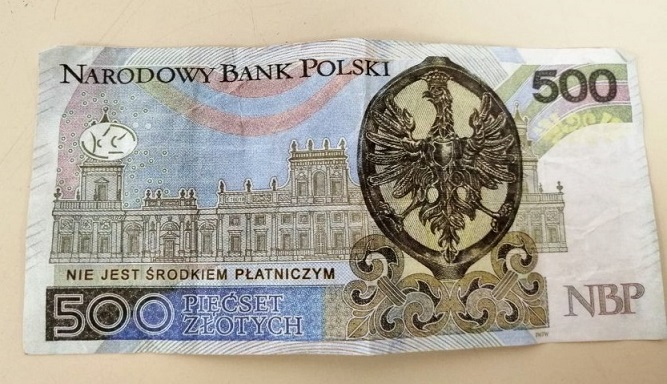 NARODOWY BANK POLSKI
500
NIE JEST ŚRODKIEM PŁATNICZYM
500 PIĘĆSET
ZŁOTYCH
NBP